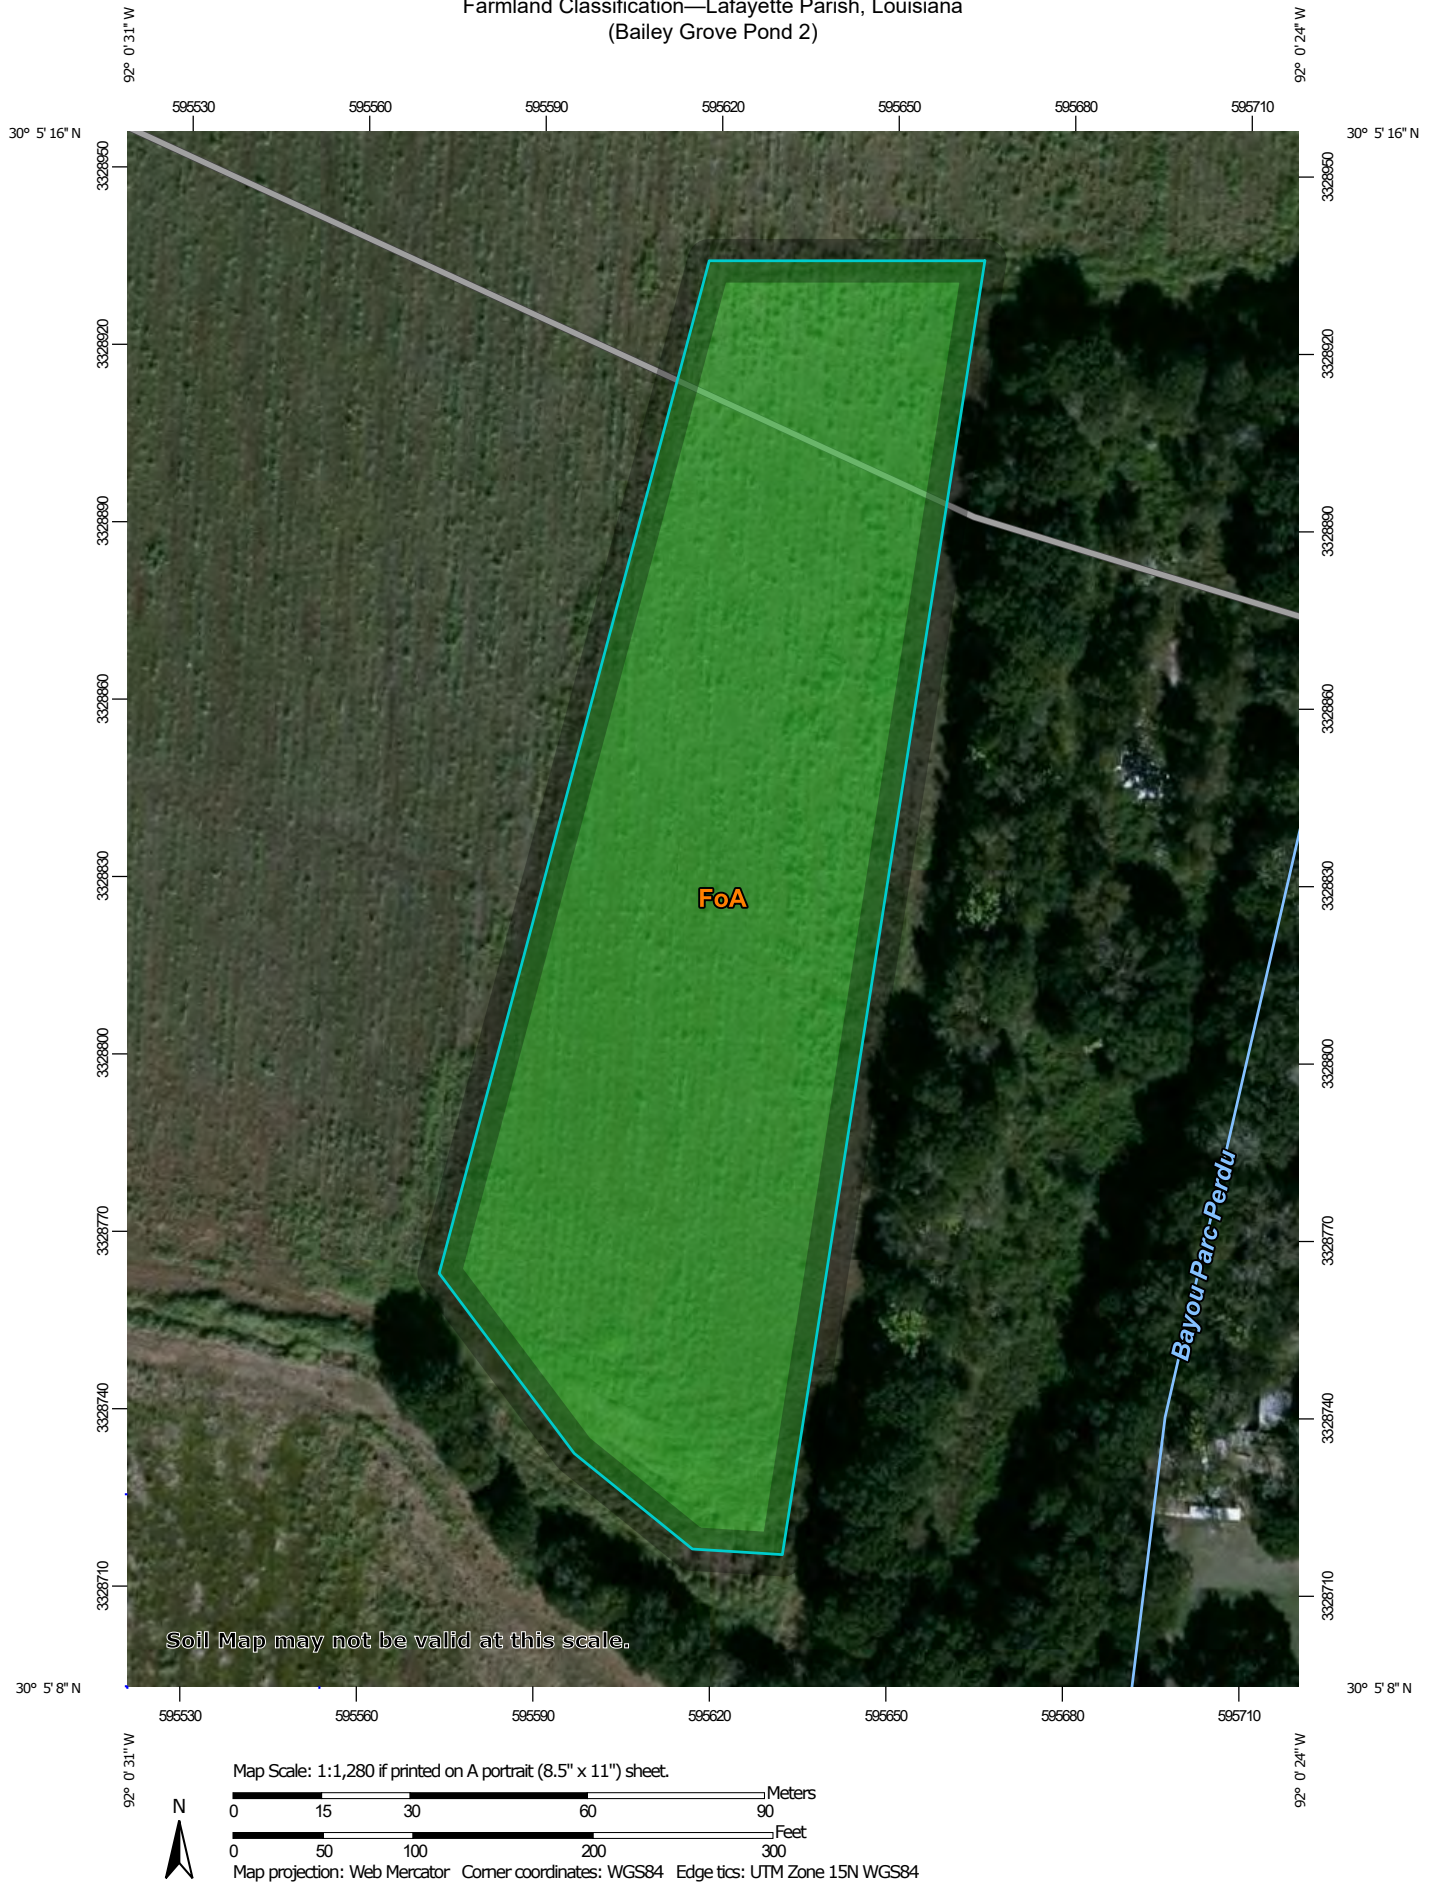 Farmland Classification—Lafayette Parish, Louisiana
(Bailey Grove Pond 2)
92° 0' 31'' W
92° 0' 24'' W
595530 595560 595590 595620 595650 595680 595710
30° 5' 16'' N
30° 5' 16'' N
3328950
3328950
3328920
3328920
3328890
3328890
3328860
3328860
3328830
3328830
FoA
3328800
3328800
Bayou-Parc-Perdu
3328770
3328770
3328740
3328740
3328710
3328710
Soil Map may not be valid at this scale.
30° 5' 8'' N
30° 5' 8'' N
595530 595560 595590 595620 595650 595680 595710
92° 0' 31'' W
92° 0' 24'' W
Map Scale: 1:1,280 if printed on A portrait (8.5" x 11") sheet.
Meters
N
0 15 30 60 90
Feet
0 50 100 200 300
Map projection: Web Mercator Corner coordinates: WGS84 Edge tics: UTM Zone 15N WGS84